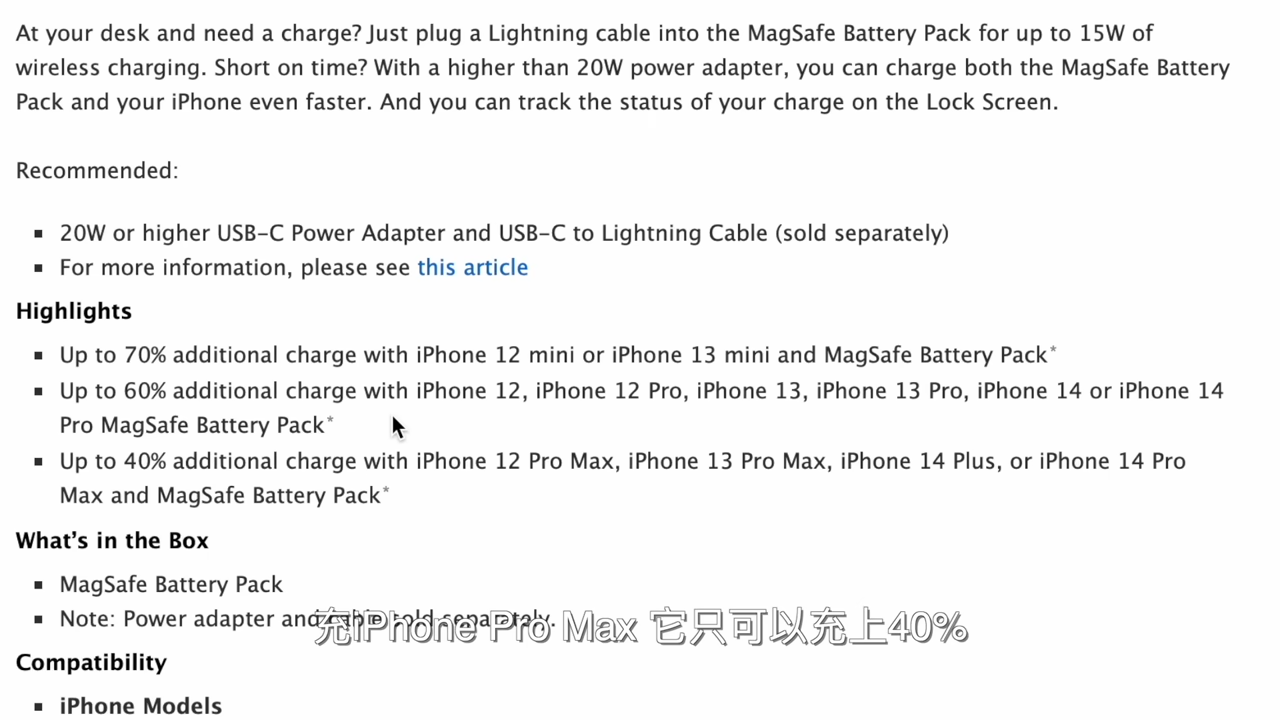 At your desk and need a charge? Just plug a Lightning cable into the MagSafe Battery Pack for up to 15W of
wireless charging. Short on time? With a higher than 20W power adapter, you can charge both the MagSafe Battery
Pack and your iPhone even faster. And you can track the status of your charge on the Lock Screen.
Recommended:
▪ 20W or higher USB-C Power Adapter and USB-C to Lightning Cable (sold separately)
▪ For more information, please see this article
Highlights
▪ Up to 70% additional charge with iPhone 12 mini or iPhone 13 mini and MagSafe Battery Pack*
▪ Up to 60% additional charge with iPhone 12, iPhone 12 Pro, iPhone 13, iPhone 13 Pro, iPhone 14 or iPhone 14
Pro MagSafe Battery Pack*
▪ Up to 40% additional charge with iPhone 12 Pro Max, iPhone 13 Pro Max, iPhone 14 Plus, or iPhone 14 Pro
Max and MagSafe Battery Pack*
What's in the Box
▪ MagSafe Battery Pack
▪ Note: Power adapter and cable sold separately.
充iPhone Pro Max 它只可以充上40%
Compatibility
▪ iPhone Models